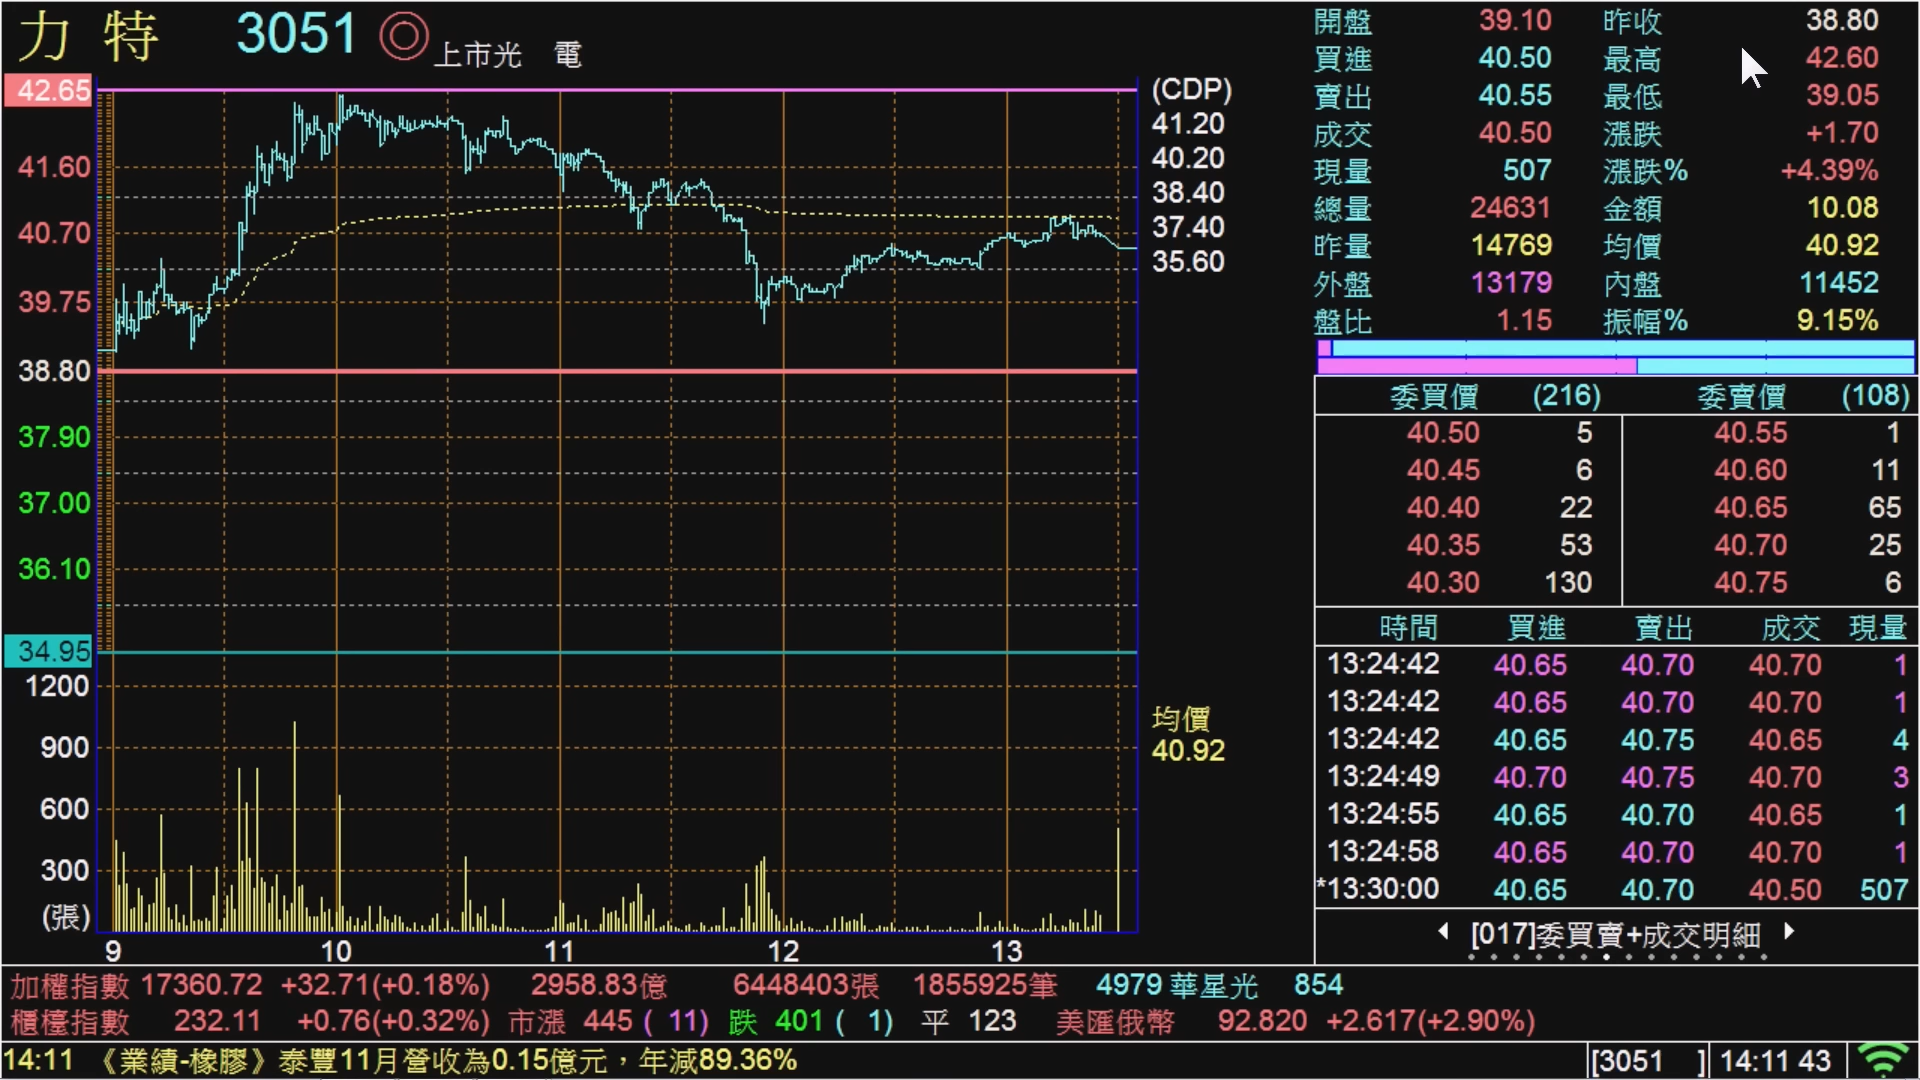 力 特 3051 ◎ 上市光 電
42.65
41.60
40.70
39.75
38.80
37.90
37.00
36.10
34.95
1200
900
600
300
(張)
9 10 11 12 13
(CDP)
41.20
40.20
38.40
37.40
35.60
均價
40.92
開盤 39.10 昨收 38.80
買進 40.50 最高 42.60
賣出 40.55 最低 39.05
成交 40.50 漲跌 +1.70
現量 507 漲跌% +4.39%
總量 24631 金額 10.08
昨量 14769 均價 40.92
外盤 13179 內盤 11452
盤比 1.15 振幅% 9.15%
委買價 (216) 委賣價 (108)
40.50 5 40.55 1
40.45 6 40.60 11
40.40 22 40.65 65
40.35 53 40.70 25
40.30 130 40.75 6
時間 買進 賣出 成交 現量
13:24:42 40.65 40.70 40.70 1
13:24:42 40.65 40.70 40.70 1
13:24:42 40.65 40.75 40.65 4
13:24:49 40.70 40.75 40.70 3
13:24:55 40.65 40.70 40.65 1
13:24:58 40.65 40.70 40.70 1
*13:30:00 40.65 40.70 40.50 507
[017]委買賣+成交明細
加權指數 17360.72 +32.71(+0.18%) 2958.83億 6448403張 1855925筆 4979 華星光 854
櫃檯指數 232.11 +0.76(+0.32%) 市漲 445 ( 11) 跌 401 ( 1) 平 123 美匯俄幣 92.820 +2.617(+2.90%)
14:11 《業績-橡膠》泰豐11月營收為0.15億元，年減89.36% [3051 ] 14:11 43